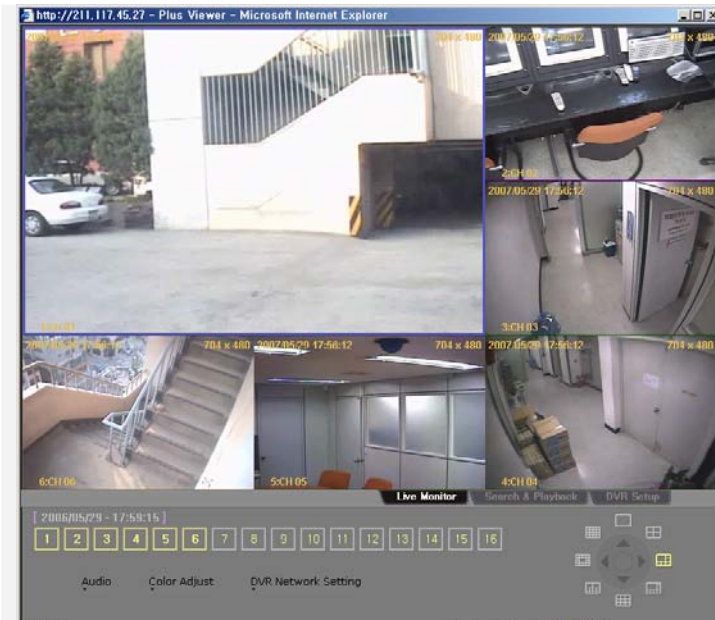 http://211.117.45.27 - Plus Viewer - Microsoft Internet Explorer
704 x 480
2007/05/29 17:56:12
704 x 480
1:CH 01
2:CH 02
2007/05/29 17:56:12
704 x 480
3:CH 03
704 x 480
6:CH 06
2007/05/29 17:56:12
704 x 480
5:CH 05
2007/05/29 17:56:12
704 x 480
4:CH 04
Live Monitor
Search & Playback
DVR Setup
[ 2006/05/29 - 17:59:15 ]
1 2 3 4 5 6 7 8 9 10 11 12 13 14 15 16
Audio
Color Adjust
DVR Network Setting